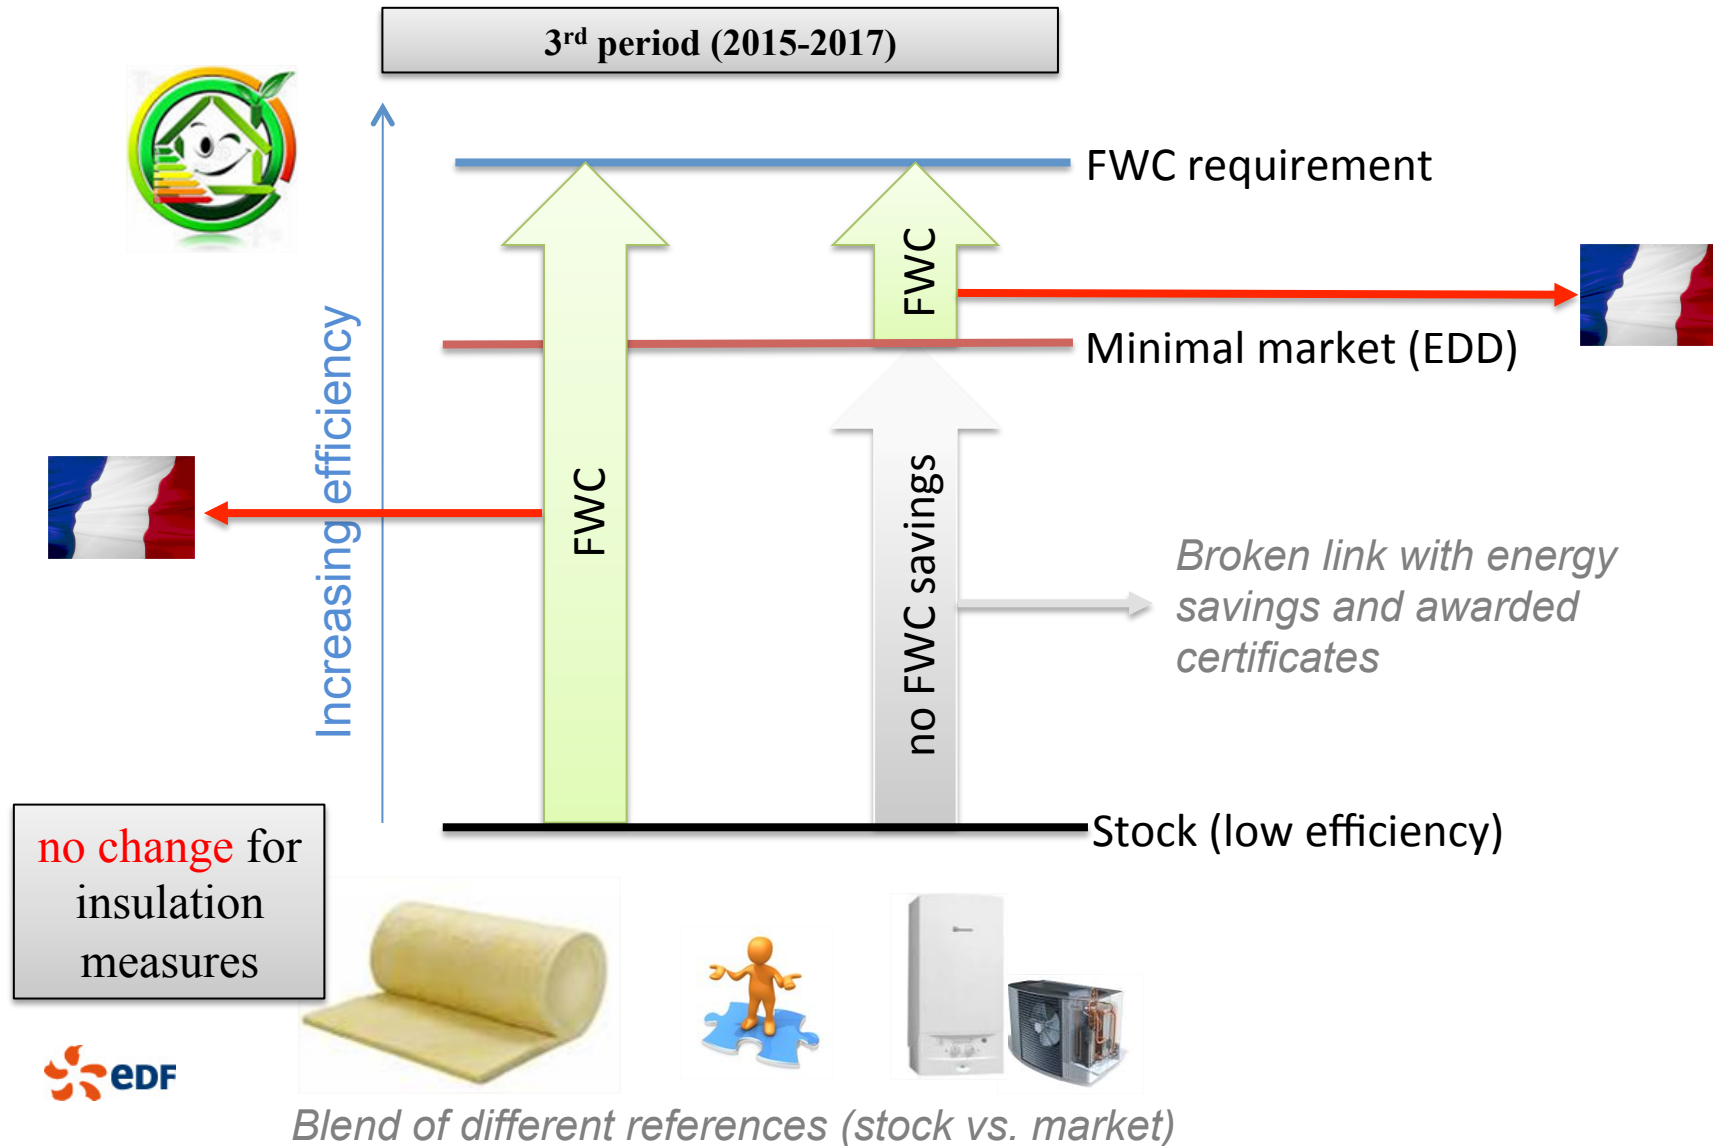 3rd period (2015-2017)
FWC requirement
FWC
Minimal market (EDD)
Increasing efficiency
FWC
no FWC savings
Broken link with energy
savings and awarded
certificates
Stock (low efficiency)
no change for
insulation
measures
eDF
Blend of different references (stock vs. market)